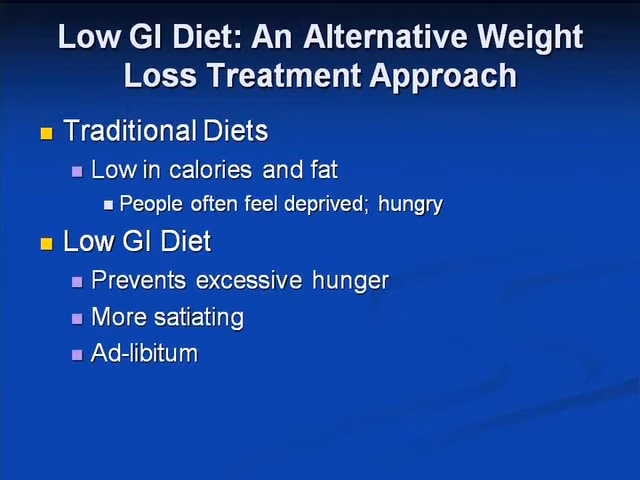 Low GI Diet: An Alternative Weight
Loss Treatment Approach
Traditional Diets
Low in calories and fat
People often feel deprived; hungry
Low GI Diet
Prevents excessive hunger
More satiating
Ad-libitum